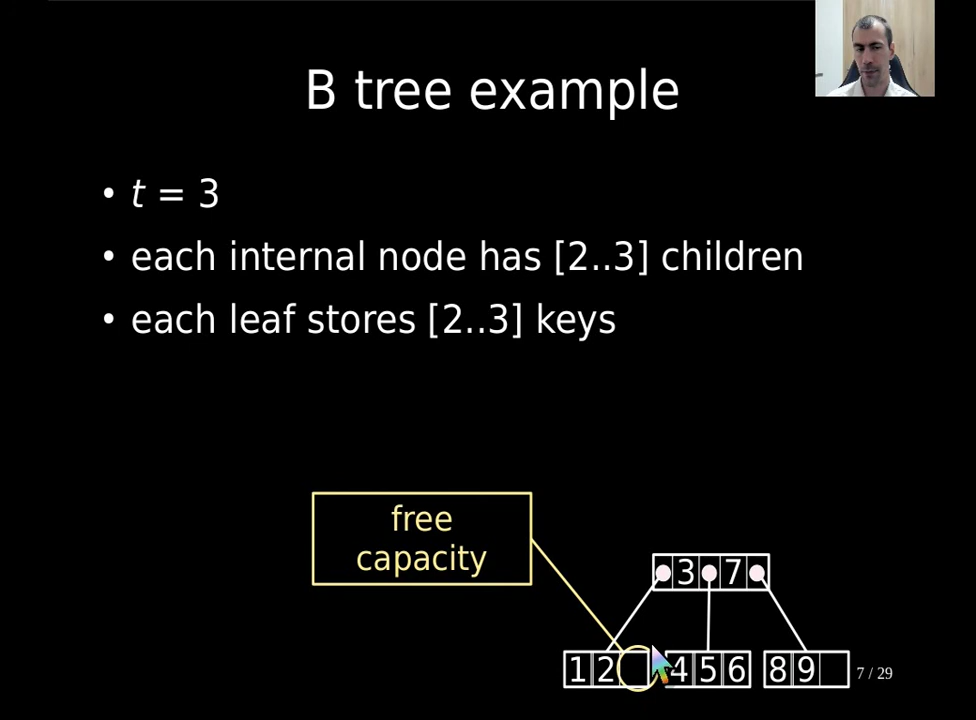 B tree example
• t = 3
• each internal node has [2..3] children
• each leaf stores [2..3] keys
free
capacity
3 7
1 2 4 5 6 8 9
7 / 29